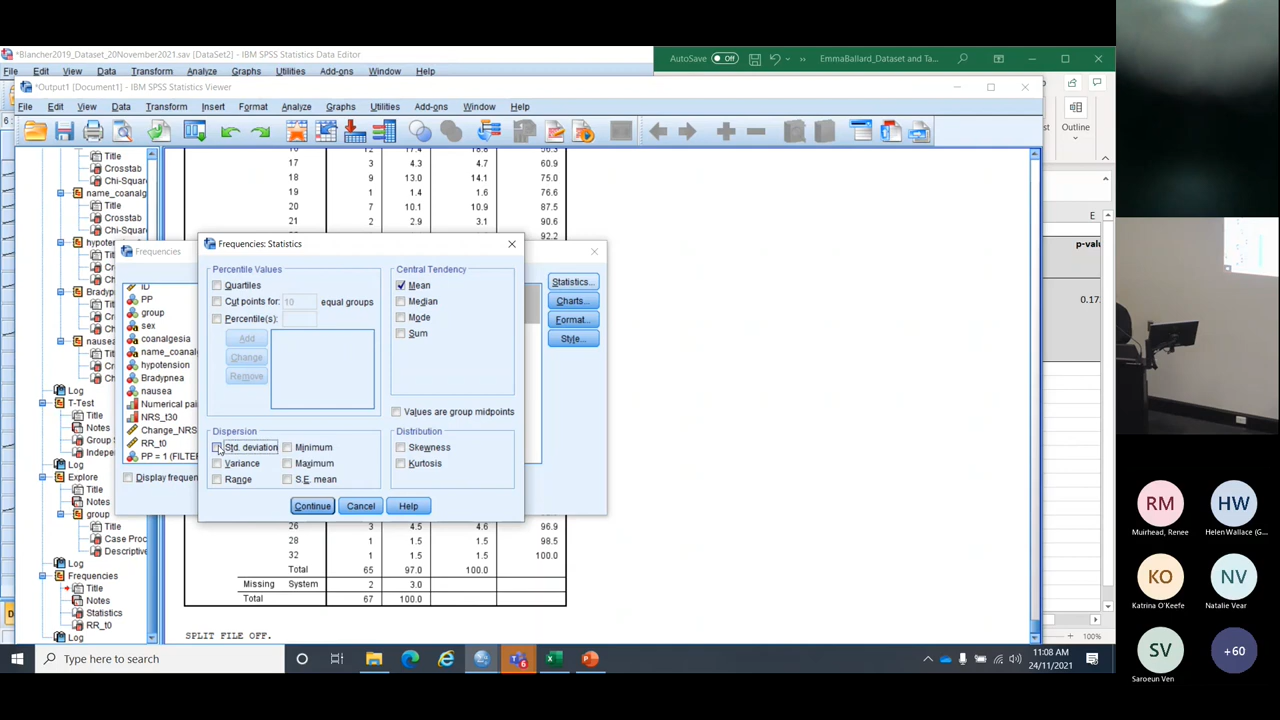 *Blancher2019_Dataset_20November2021.sav [DataSet2] - IBM SPSS Statistics Data Editor
File Edit View Data Transform Analyze Graphs Utilities Add-ons Window Help
AutoSave Off
EmmaBallard_Dataset and Ta...
*Output1 [Document1] - IBM SPSS Statistics Viewer
File Edit View Data Transform Insert Format Analyze Graphs Utilities Add-ons Window Help
Outline
Title
Crosstab
Chi-Square
name_coanalg
Title
Crosstab
Chi-Square
Title
Log
T-Test
Title
Notes
Group
Indepe
Log
Explore
Title
Notes
group
Title
Case Proc
Descriptiv
Log
Frequencies
Title
Notes
Statistics
RR_t0
Log
17 3 4.3 4.7 60.9
18 9 13.0 14.1 75.0
19 1 1.4 1.6 76.6
20 7 10.1 10.9 87.5
21 2 2.9 3.1 90.6
92.2
26 3 4.5 4.6 96.9
28 1 1.5 1.5 98.5
32 1 1.5 1.5 100.0
Total 65 97.0 100.0
Missing System 2 3.0
Total 67 100.0
SPLIT FILE OFF.
Frequencies
ID
PP
group
sex
coanalgesia
name_coanalg
hypotension
Bradypnea
nausea
Numerical pai
NRS_t30
Change_NRS
RR_t0
PP = 1 (FILTER
Display frequen
Statistics...
Charts...
Format...
Style...
Frequencies: Statistics
Percentile Values
Quartiles
Cut points for: 10 equal groups
Percentile(s):
Add
Change
Remove
Central Tendency
Mean
Median
Mode
Sum
Values are group midpoints
Dispersion
Std. deviation Minimum
Variance Maximum
Range S.E. mean
Distribution
Skewness
Kurtosis
Continue Cancel Help
E
p-valu
0.17
100%
Type here to search
6
11:08 AM
24/11/2021
RM
Muirhead, Renee
HW
Helen Wallace (G...
KO
Katrina O'Keefe
NV
Natalie Vear
SV
Saroeun Ven
+60